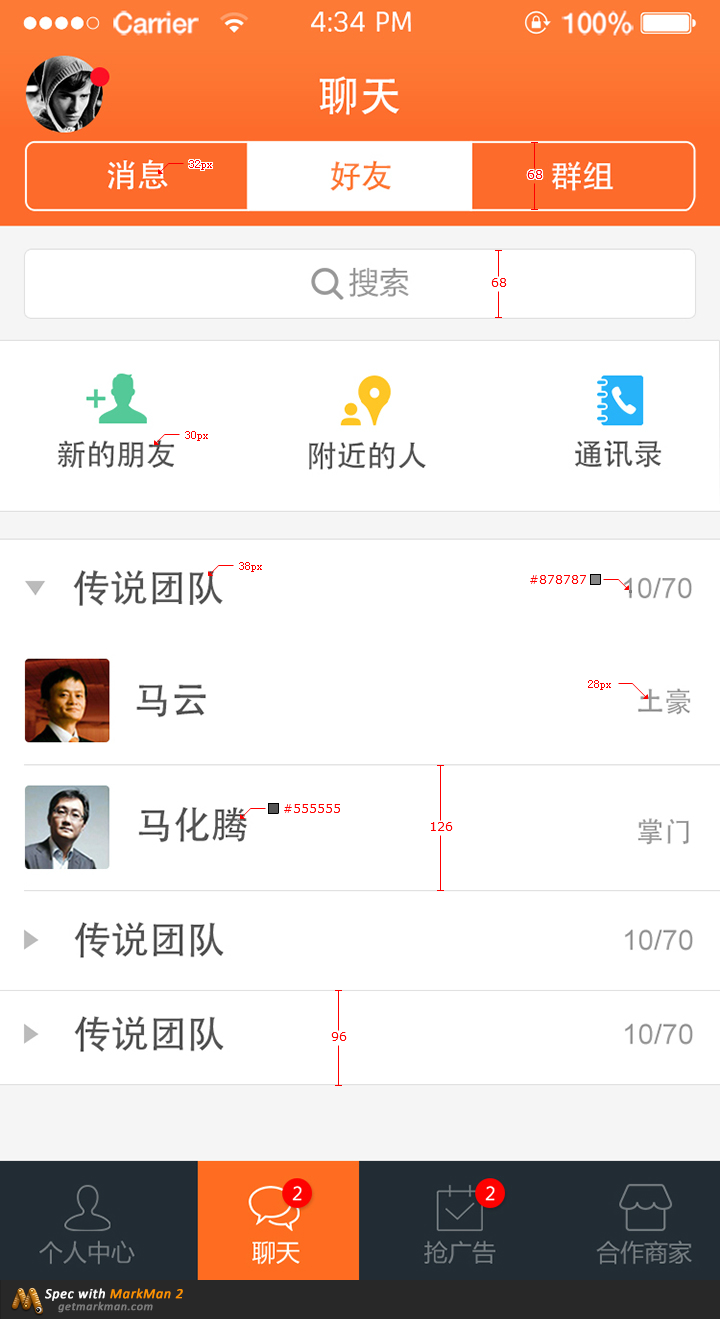 Carrier 4:34 PM 100%
聊天
消息 32px 好友 68 群组
搜索 68
新的朋友 30px 附近的人 通讯录
传说团队 38px #878787 10/70
马云 28px 土豪
马化腾 #555555 126 掌门
传说团队 10/70
传说团队 96 10/70
2 2
个人中心 聊天 抢广告 合作商家
Spec with MarkMan 2
getmarkman.com